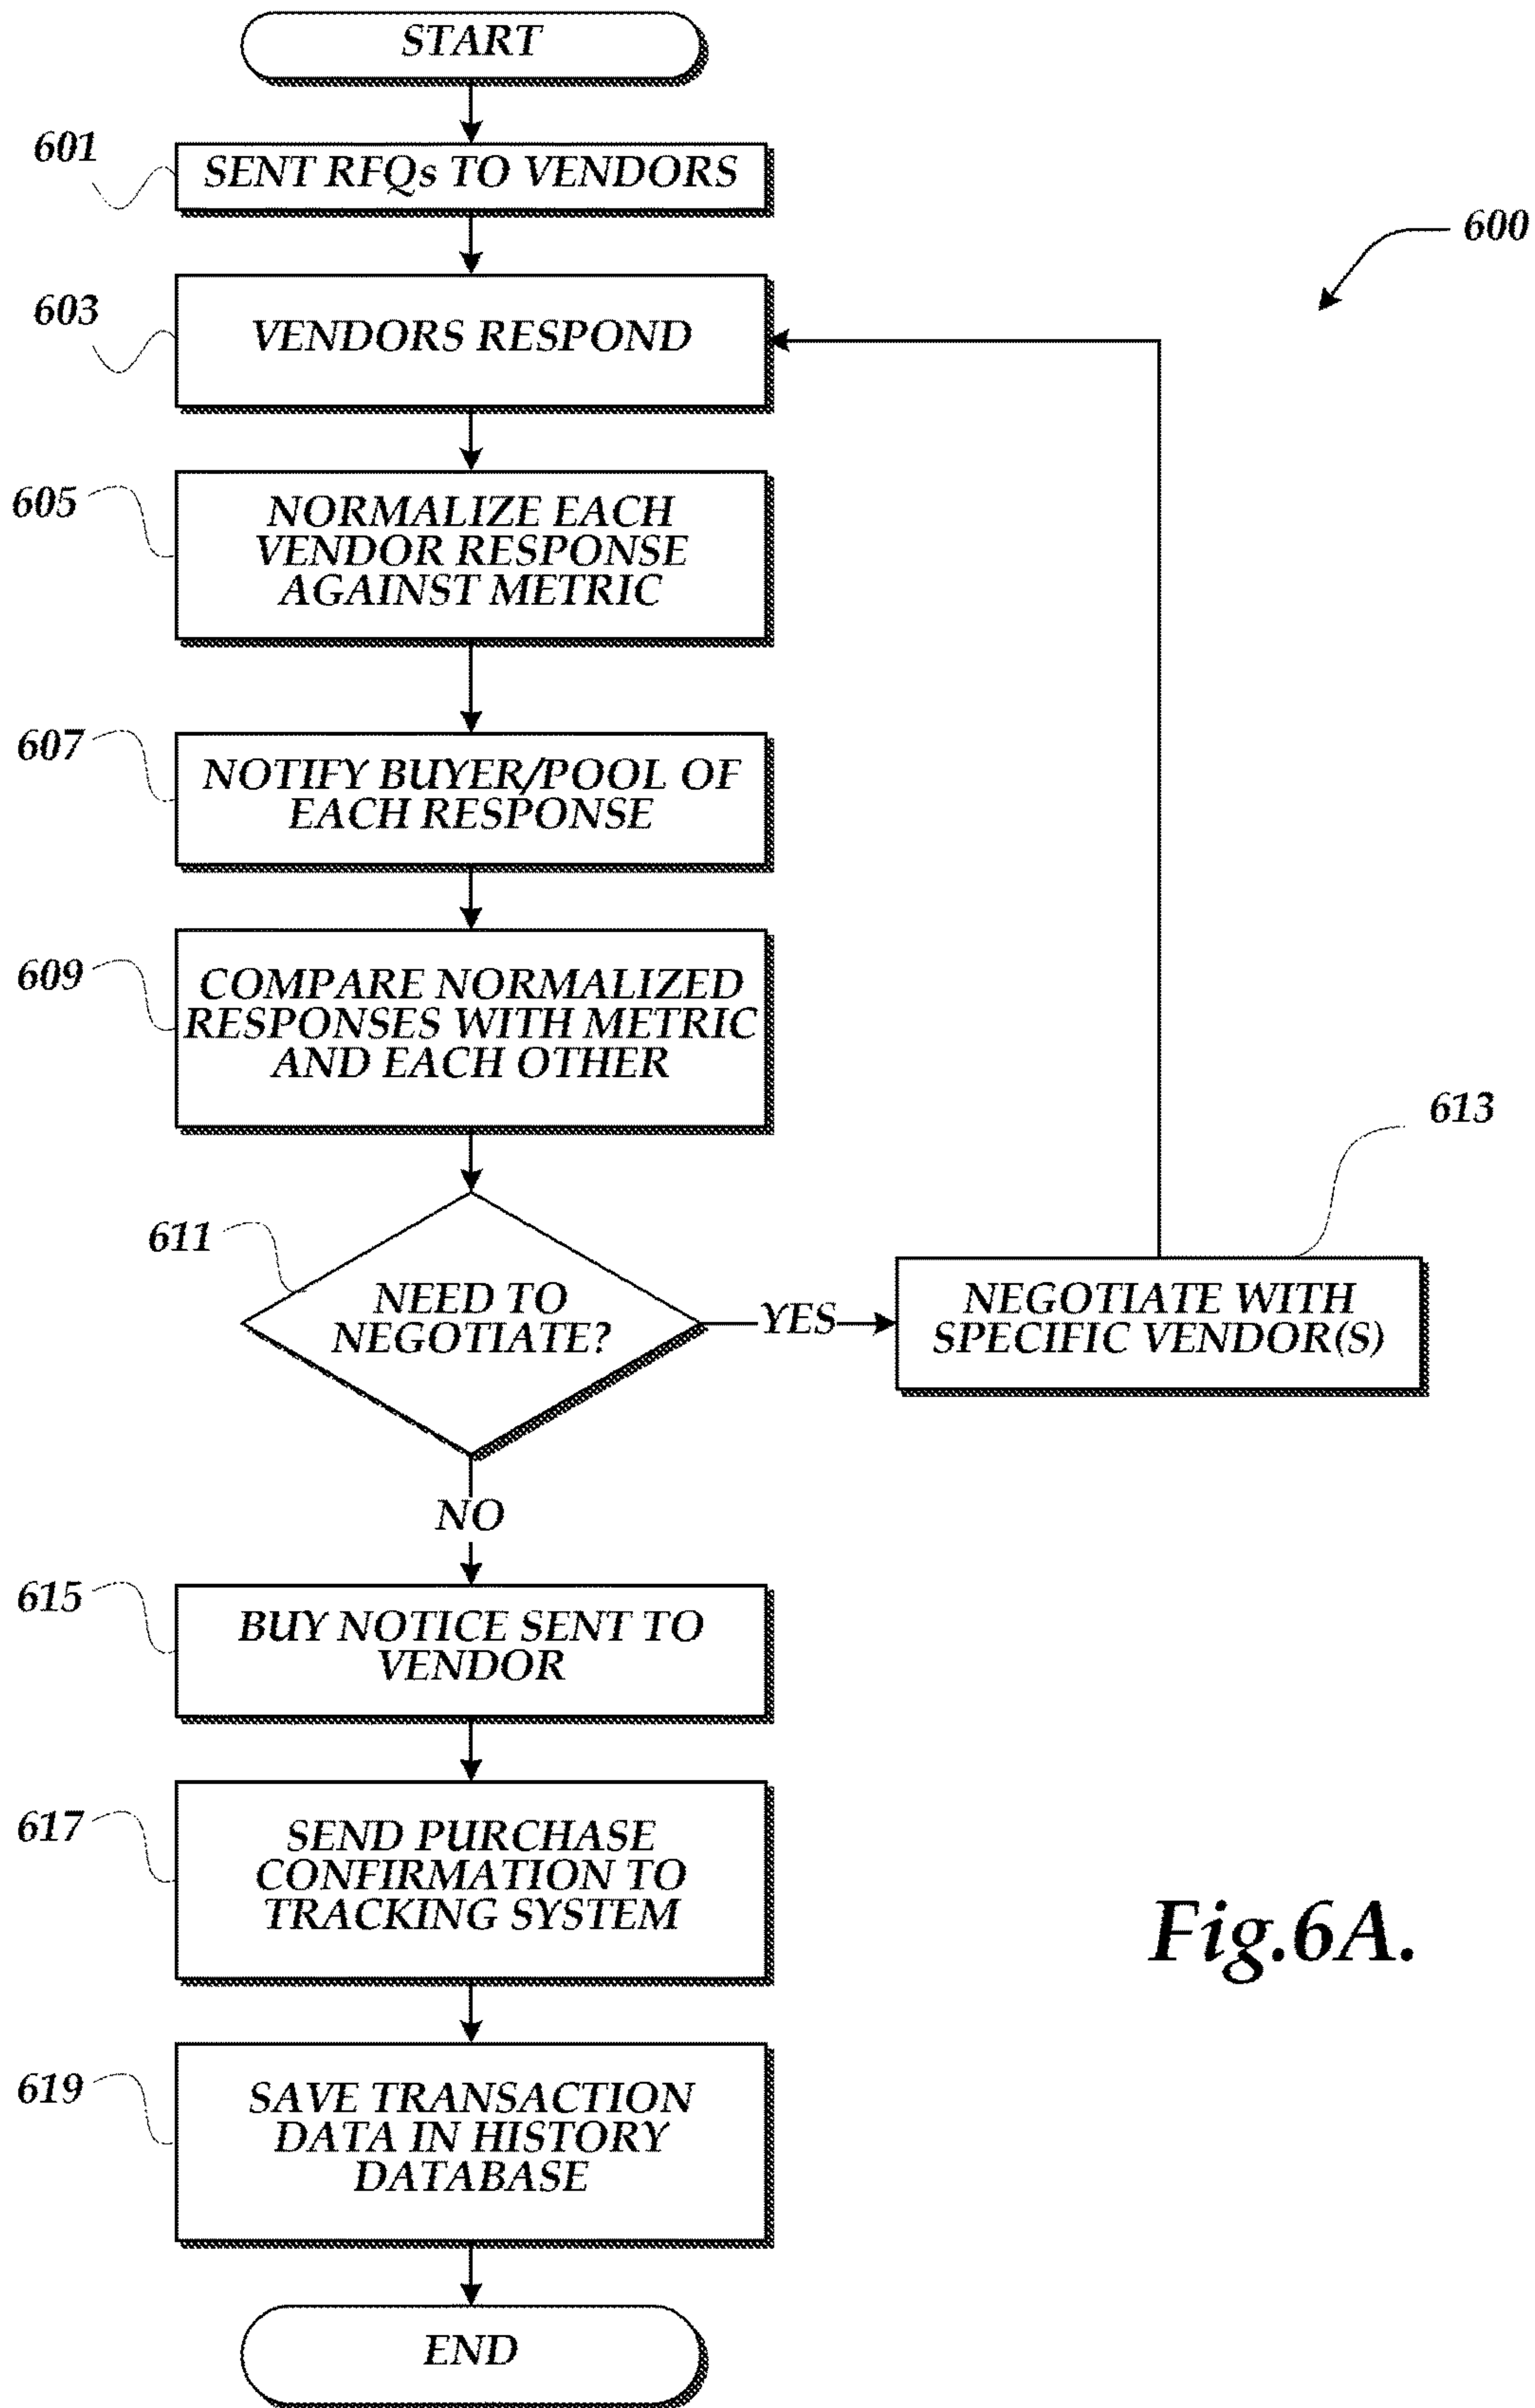 START
601
SENT RFQs TO VENDORS
600
603
VENDORS RESPOND
605
NORMALIZE EACH
VENDOR RESPONSE
AGAINST METRIC
607
NOTIFY BUYER/POOL OF
EACH RESPONSE
609
COMPARE NORMALIZED
RESPONSES WITH METRIC
AND EACH OTHER
613
611
NEED TO
NEGOTIATE?
YES
NEGOTIATE WITH
SPECIFIC VENDOR(S)
NO
615
BUY NOTICE SENT TO
VENDOR
617
SEND PURCHASE
CONFIRMATION TO
TRACKING SYSTEM
Fig.6A.
619
SAVE TRANSACTION
DATA IN HISTORY
DATABASE
END